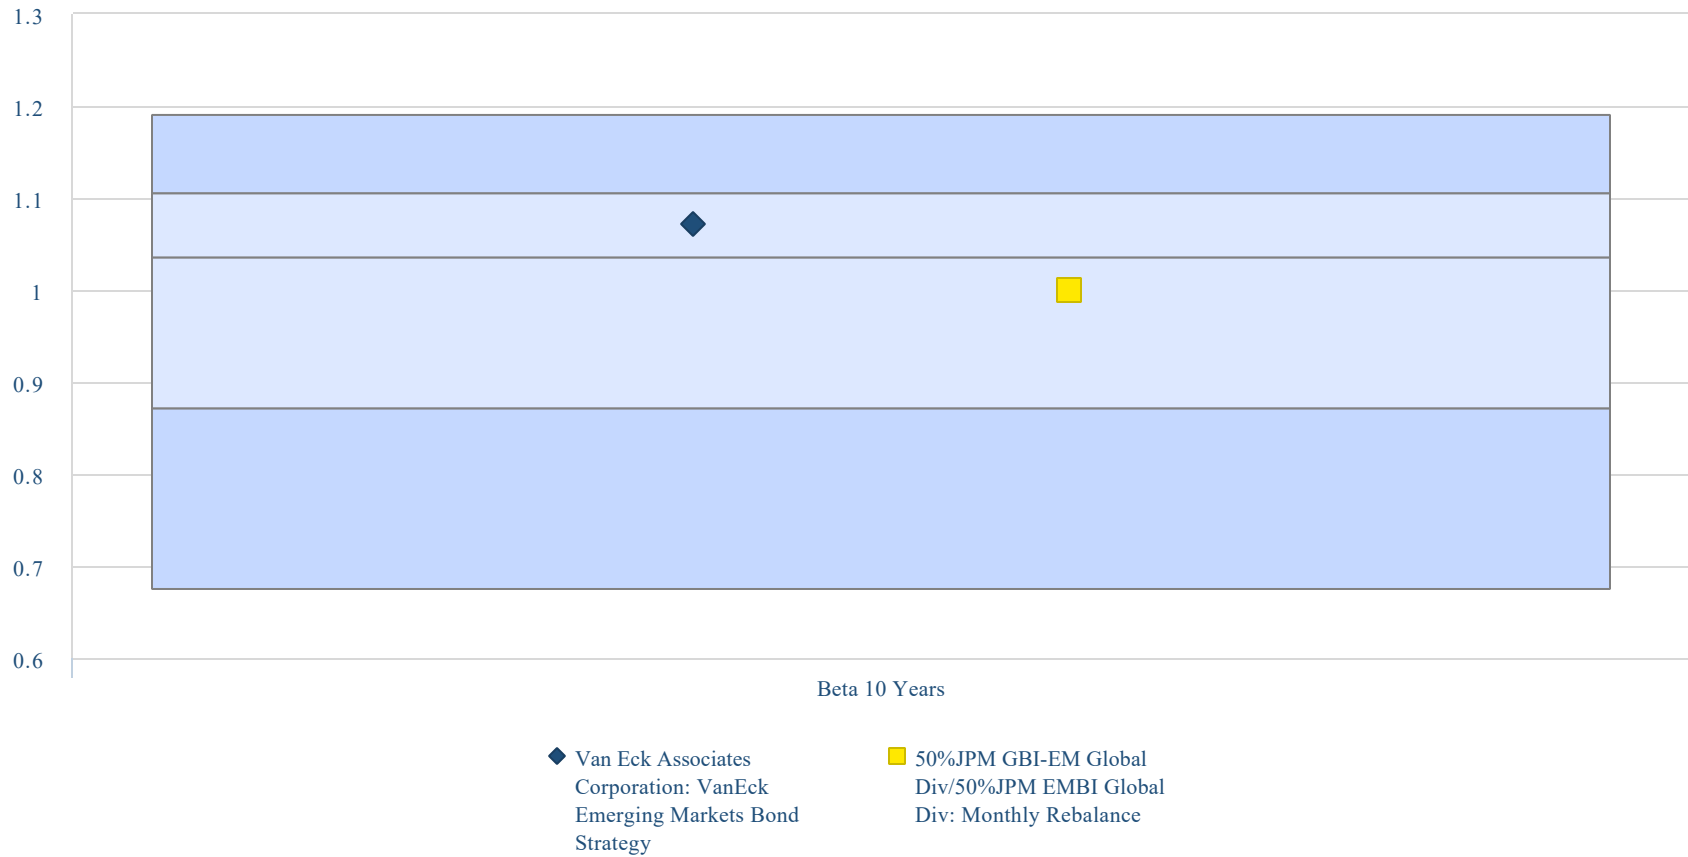 1.3
1.2
1.1
1
0.9
0.8
0.7
0.6
Beta 10 Years
Van Eck Associates
Corporation: VanEck
Emerging Markets Bond
Strategy
50%JPM GBI-EM Global
Div/50%JPM EMBI Global
Div: Monthly Rebalance